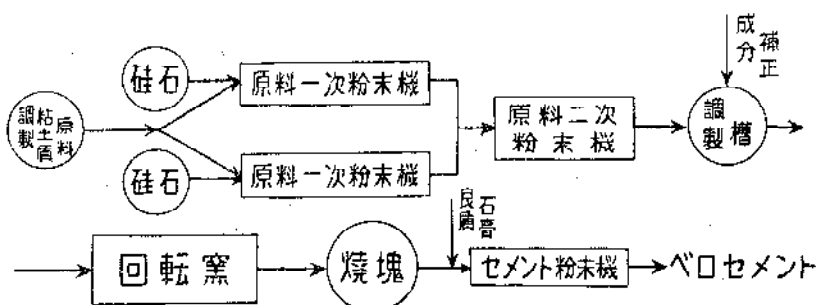 成分補正
硅石
原料一次粉末機
調製粘土質原料
原料二次
粉末機
調製槽
硅石
原料一次粉末機
良質石膏
回転窯
焼塊
セメント粉末機
ベロセメント